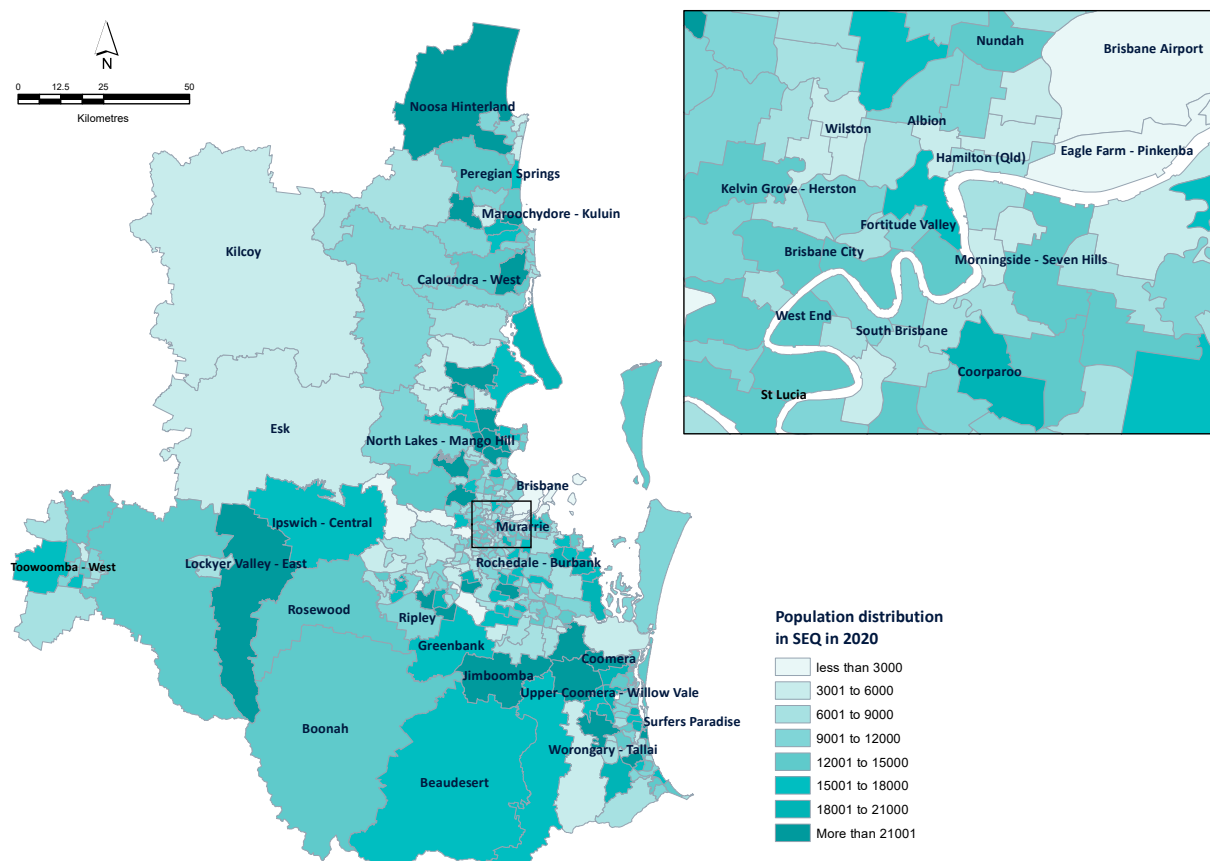 N
0 12.5 25 50
Kilometres
Noosa Hinterland
Peregian Springs
Maroochydore - Kuluin
Kilcoy
Caloundra - West
Esk
North Lakes - Mango Hill
Brisbane
Ipswich - Central
Murarrie
Toowoomba - West
Lockyer Valley - East
Rochedale - Burbank
Rosewood
Ripley
Greenbank
Coomera
Jimboomba
Upper Coomera - Willow Vale
Surfers Paradise
Boonah
Worongary - Tallai
Beaudesert
Nundah
Brisbane Airport
Wilston
Albion
Hamilton (Qld)
Eagle Farm - Pinkenba
Kelvin Grove - Herston
Fortitude Valley
Brisbane City
Morningside - Seven Hills
West End
South Brisbane
Coorparoo
St Lucia
Population distribution
in SEQ in 2020
less than 3000
3001 to 6000
6001 to 9000
9001 to 12000
12001 to 15000
15001 to 18000
18001 to 21000
More than 21001